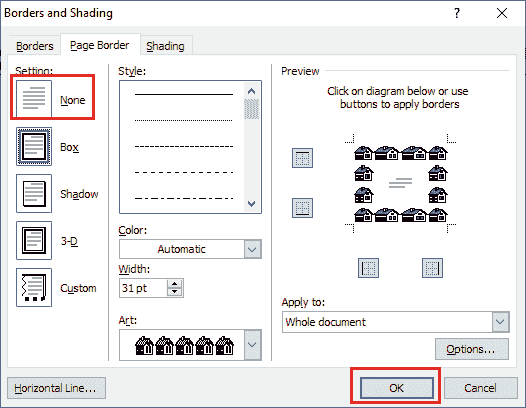 Borders and Shading
Borders
Page Border
Shading
Setting:
None
Box
Shadow
3-D
Custom
Style:
Color:
Automatic
Width:
31 pt
Art:
Preview
Click on diagram below or use
buttons to apply borders
Apply to:
Whole document
Options...
Horizontal Line...
OK
Cancel